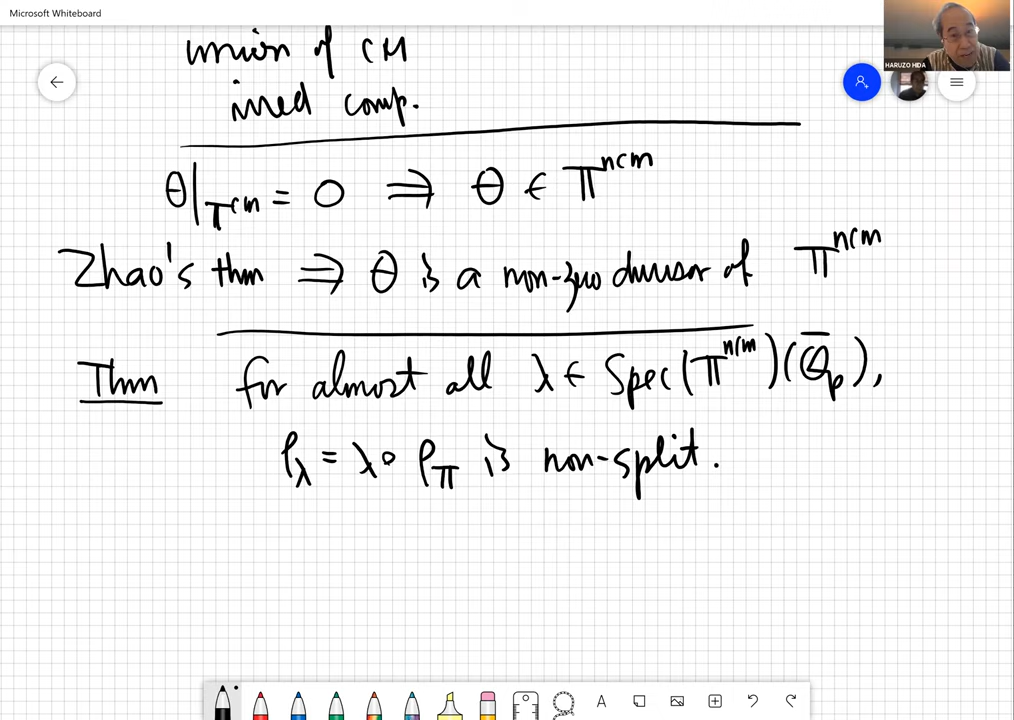 Microsoft Whiteboard
HARUZO HIDA
union of CM
irred comp.
θ|_{𝕋^{cm}} = 0 ⇒ θ ∈ 𝕋^{ncm}
Zhao's thm ⇒ θ is a non-zero divisor of 𝕋^{ncm}
Thm for almost all λ ∈ Spec(𝕋^{ncm})(ℚ̄_p),
ρ_λ = λ∘ρ_𝕋 is non-split.
A